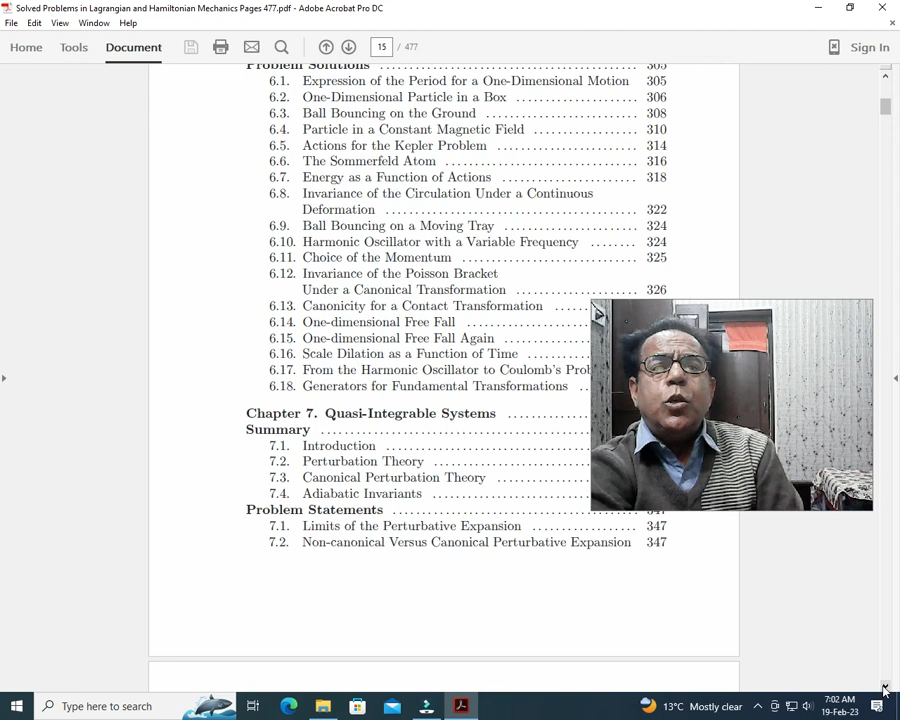 Solved Problems in Lagrangian and Hamiltonian Mechanics Pages 477.pdf - Adobe Acrobat Pro DC
File Edit View Window Help
Home Tools Document 15 / 477 Sign In
Problem Solutions 305
6.1. Expression of the Period for a One-Dimensional Motion 305
6.2. One-Dimensional Particle in a Box 306
6.3. Ball Bouncing on the Ground 308
6.4. Particle in a Constant Magnetic Field 310
6.5. Actions for the Kepler Problem 314
6.6. The Sommerfeld Atom 316
6.7. Energy as a Function of Actions 318
6.8. Invariance of the Circulation Under a Continuous
Deformation 322
6.9. Ball Bouncing on a Moving Tray 324
6.10. Harmonic Oscillator with a Variable Frequency 324
6.11. Choice of the Momentum 325
6.12. Invariance of the Poisson Bracket
Under a Canonical Transformation 326
6.13. Canonicity for a Contact Transformation
6.14. One-dimensional Free Fall
6.15. One-dimensional Free Fall Again
6.16. Scale Dilation as a Function of Time
6.17. From the Harmonic Oscillator to Coulomb's
6.18. Generators for Fundamental Transformations
Chapter 7. Quasi-Integrable Systems
Summary
7.1. Introduction
7.2. Perturbation Theory
7.3. Canonical Perturbation Theory
7.4. Adiabatic Invariants
Problem Statements 347
7.1. Limits of the Perturbative Expansion 347
7.2. Non-canonical Versus Canonical Perturbative Expansion 347
Type here to search 13°C Mostly clear 7:02 AM
19-Feb-23